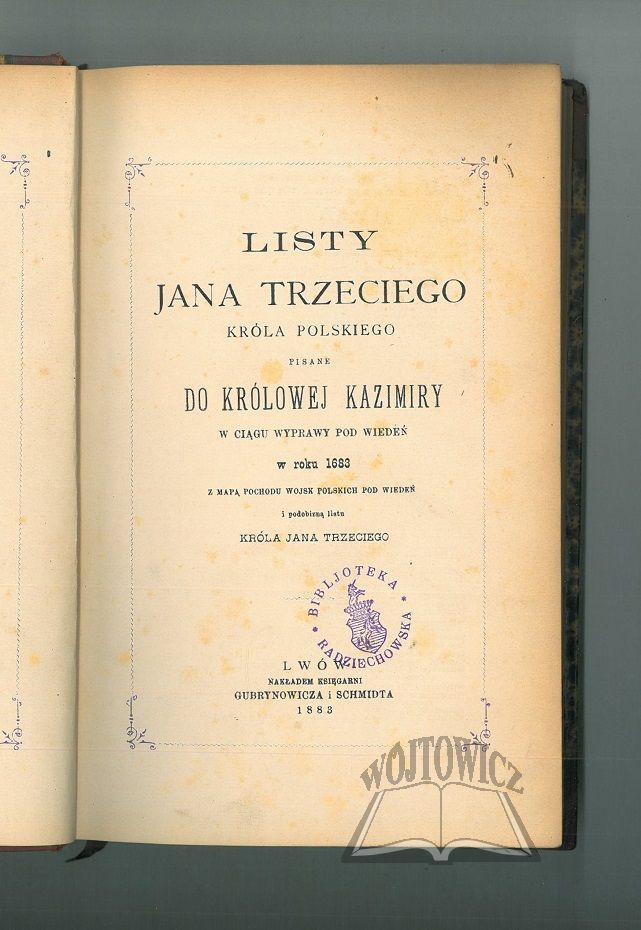 LISTY
JANA TRZECIEGO
KRÓLA POLSKIEGO
PISANE
DO KRÓLOWEJ KAZIMIRY
W CIĄGU WYPRAWY POD WIEDEŃ
w roku 1683
Z MAPĄ POCHODU WOJSK POLSKICH POD WIEDEŃ
i podobizną listu
KRÓLA JANA TRZECIEGO
* BIBLJOTEKA *
RADZIECHOWSKA
LWÓW
NAKŁADEM KSIĘGARNI
GUBRYNOWICZA i SCHMIDTA
1883
WÓJTOWICZ